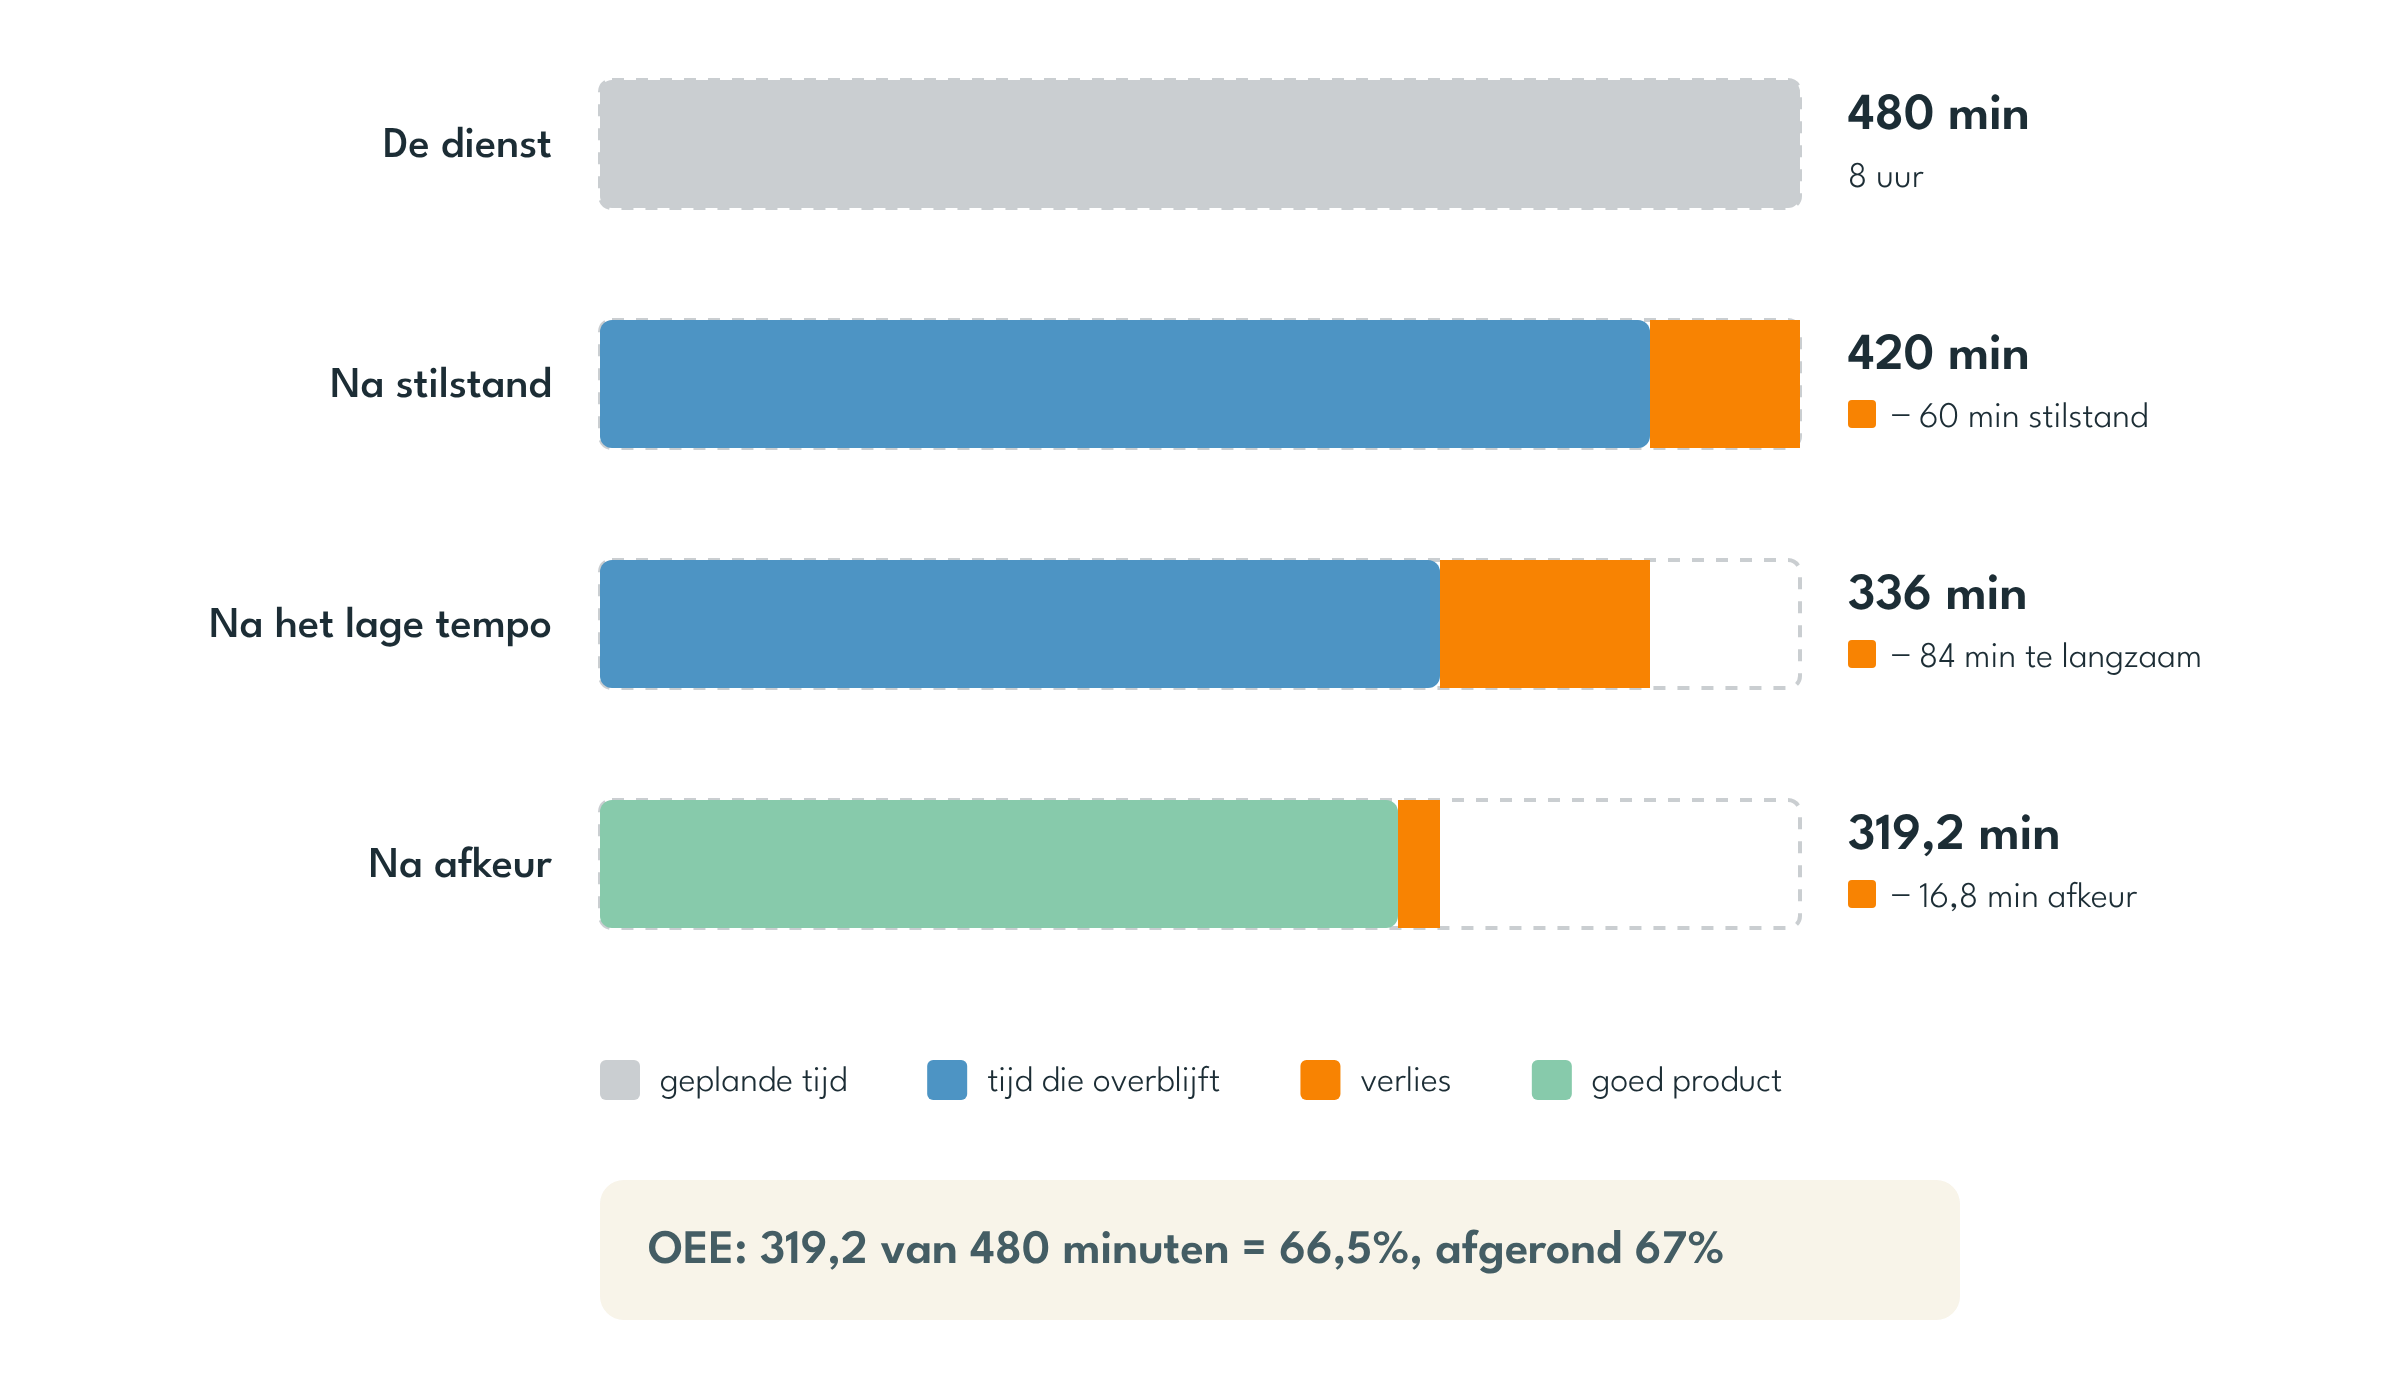 De dienst
480 min
8 uur
Na stilstand
420 min
– 60 min stilstand
Na het lage tempo
336 min
– 84 min te langzaam
Na afkeur
319,2 min
– 16,8 min afkeur
geplande tijd
tijd die overblijft
verlies
goed product
OEE: 319,2 van 480 minuten = 66,5%, afgerond 67%